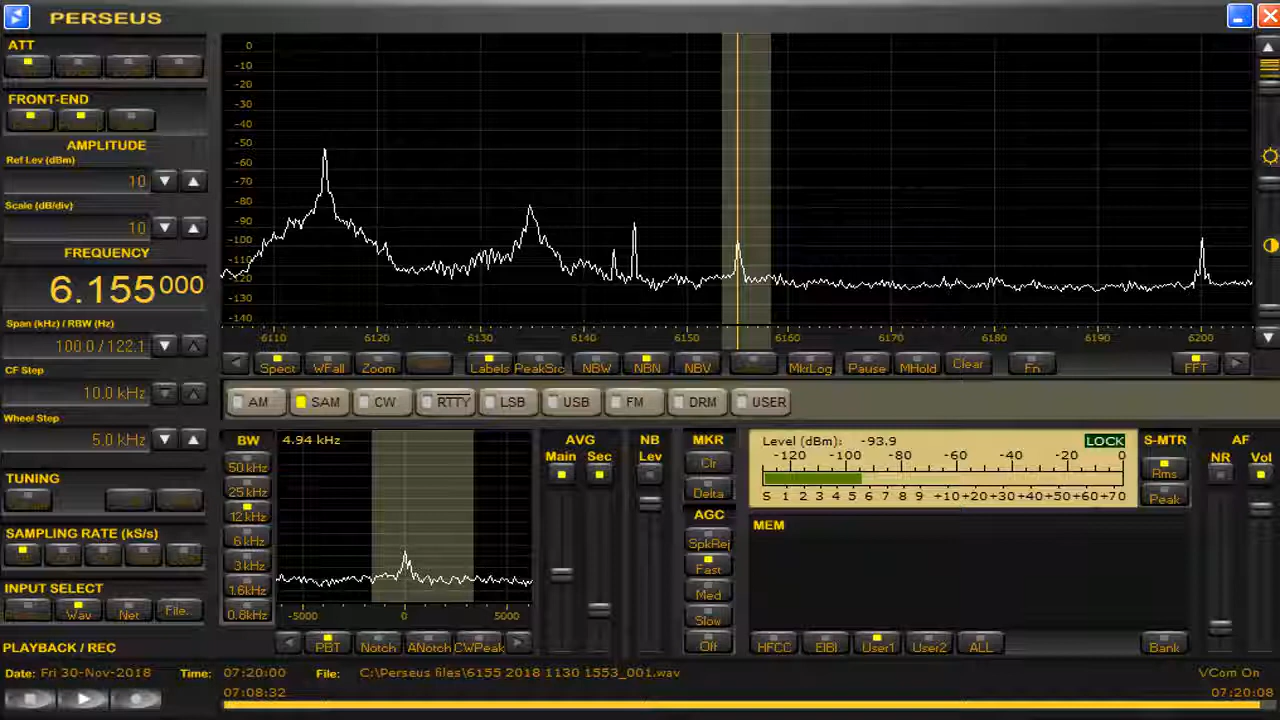 PERSEUS
ATT
FRONT-END
AMPLITUDE
Ref Lev (dBm)
10
Scale (dB/div)
10
FREQUENCY
6.155000
Span (kHz) / RBW (Hz)
100.0/122.1
CF Step
10.0 kHz
Wheel Step
5.0 kHz
TUNING
SAMPLING RATE (kS/s)
INPUT SELECT
Wav Net File..
0
-10
-20
-30
-40
-50
-60
-70
-80
-90
-100
-110
-120
-130
-140
6110 6120 6130 6140 6150 6160 6170 6180 6190 6200
Spect WFall Zoom Labels PeakSrc NBW NBN NBV MkrLog Pause MHold Clear Fn FFT
AM SAM CW RTTY LSB USB FM DRM USER
BW
50 kHz
25 kHz
12 kHz
6 kHz
3 kHz
1.6kHz
0.8kHz
4.94 kHz
-5000 0 5000
PBT Notch ANotch CWPeak
AVG
Main Sec
NB
Lev
MKR
Clr
Delta
AGC
SpkRej
Fast
Med
Slow
Off
Level (dBm): -93.9 LOCK
-120 -100 -80 -60 -40 -20 0
S 1 2 3 4 5 6 7 8 9 +10+20+30+40+50+60+70
S-MTR
Rms
Peak
AF
NR Vol
MEM
HFCC EIBI User1 User2 ALL Bank
PLAYBACK / REC
Date: Fri 30-Nov-2018 Time: 07:20:00 File: C:\Perseus files\6155 2018 1130 1553_001.wav VCom On
07:08:32 07:20:08